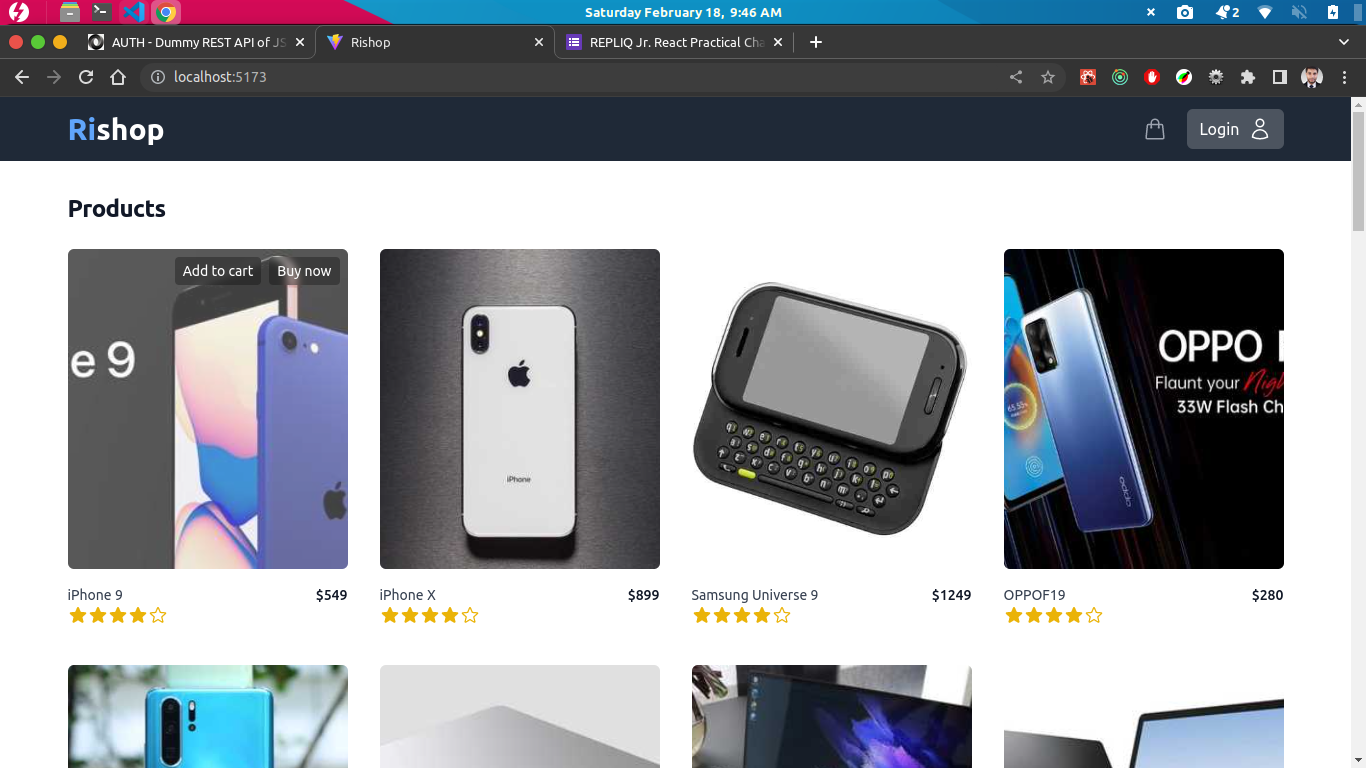 Saturday February 18, 9:46 AM
2
AUTH - Dummy REST API of JS
Rishop
REPLIQ Jr. React Practical Cha
localhost:5173
Rishop
Login
Products
Add to cart Buy now
e 9
iPhone
OPPO
Flaunt your Nigh
33W Flash Ch
oppo
iPhone 9 $549
iPhone X $899
Samsung Universe 9 $1249
OPPOF19 $280